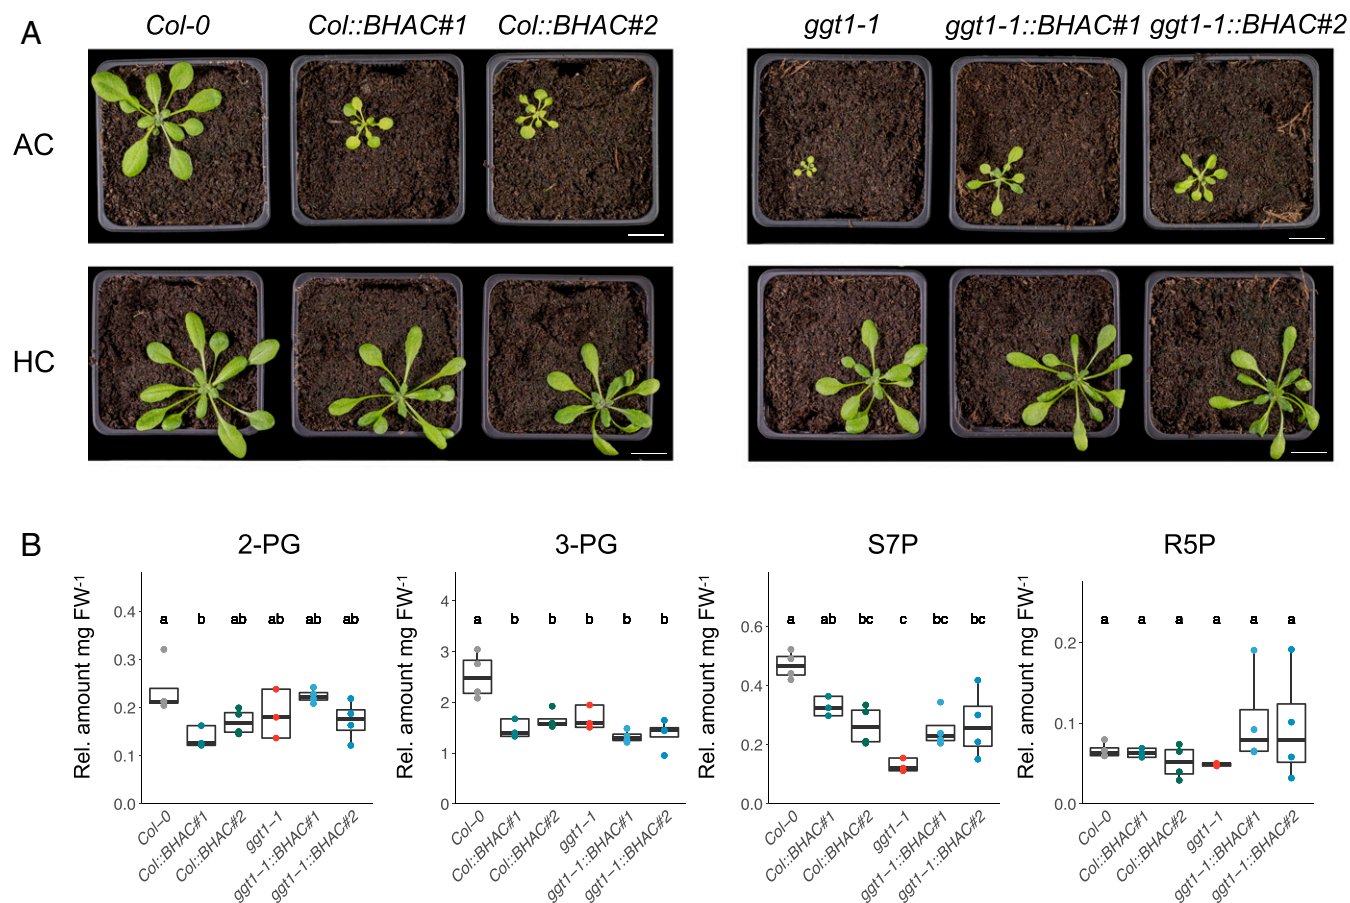 A
Col-0 Col::BHAC#1 Col::BHAC#2 ggt1-1 ggt1-1::BHAC#1 ggt1-1::BHAC#2
AC
HC
B
2-PG 3-PG S7P R5P
Rel. amount mg FW-1
0.4
0.3
0.2
0.1
0.0
a b ab ab ab ab
Col-0 Col::BHAC#1 Col::BHAC#2 ggt1-1 ggt1-1::BHAC#1 ggt1-1::BHAC#2
Rel. amount mg FW-1
4
3
2
1
0
a b b b b b
Col-0 Col::BHAC#1 Col::BHAC#2 ggt1-1 ggt1-1::BHAC#1 ggt1-1::BHAC#2
Rel. amount mg FW-1
0.6
0.4
0.2
0.0
a ab bc c bc bc
Col-0 Col::BHAC#1 Col::BHAC#2 ggt1-1 ggt1-1::BHAC#1 ggt1-1::BHAC#2
Rel. amount mg FW-1
0.2
0.1
0.0
a a a a a a
Col-0 Col::BHAC#1 Col::BHAC#2 ggt1-1 ggt1-1::BHAC#1 ggt1-1::BHAC#2